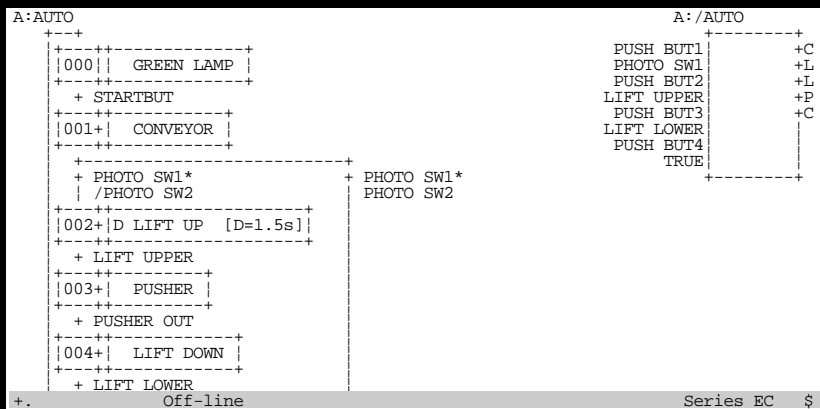 A:AUTO A:/AUTO
PUSH BUT1 +C
000 GREEN LAMP PHOTO SW1 +L
PUSH BUT2 +L
+ STARTBUT LIFT UPPER +P
PUSH BUT3 +C
001+ CONVEYOR LIFT LOWER
PUSH BUT4
TRUE
+ PHOTO SW1* + PHOTO SW1*
/PHOTO SW2 PHOTO SW2
002+ D LIFT UP [D=1.5s]
+ LIFT UPPER
003+ PUSHER
+ PUSHER OUT
004+ LIFT DOWN
+ LIFT LOWER
+. Off-line Series EC $